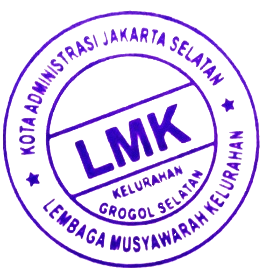 KOTA ADMINISTRASI JAKARTA SELATAN
LMK
KELURAHAN
GROGOL SELATAN
LEMBAGA MUSYAWARAH KELURAHAN